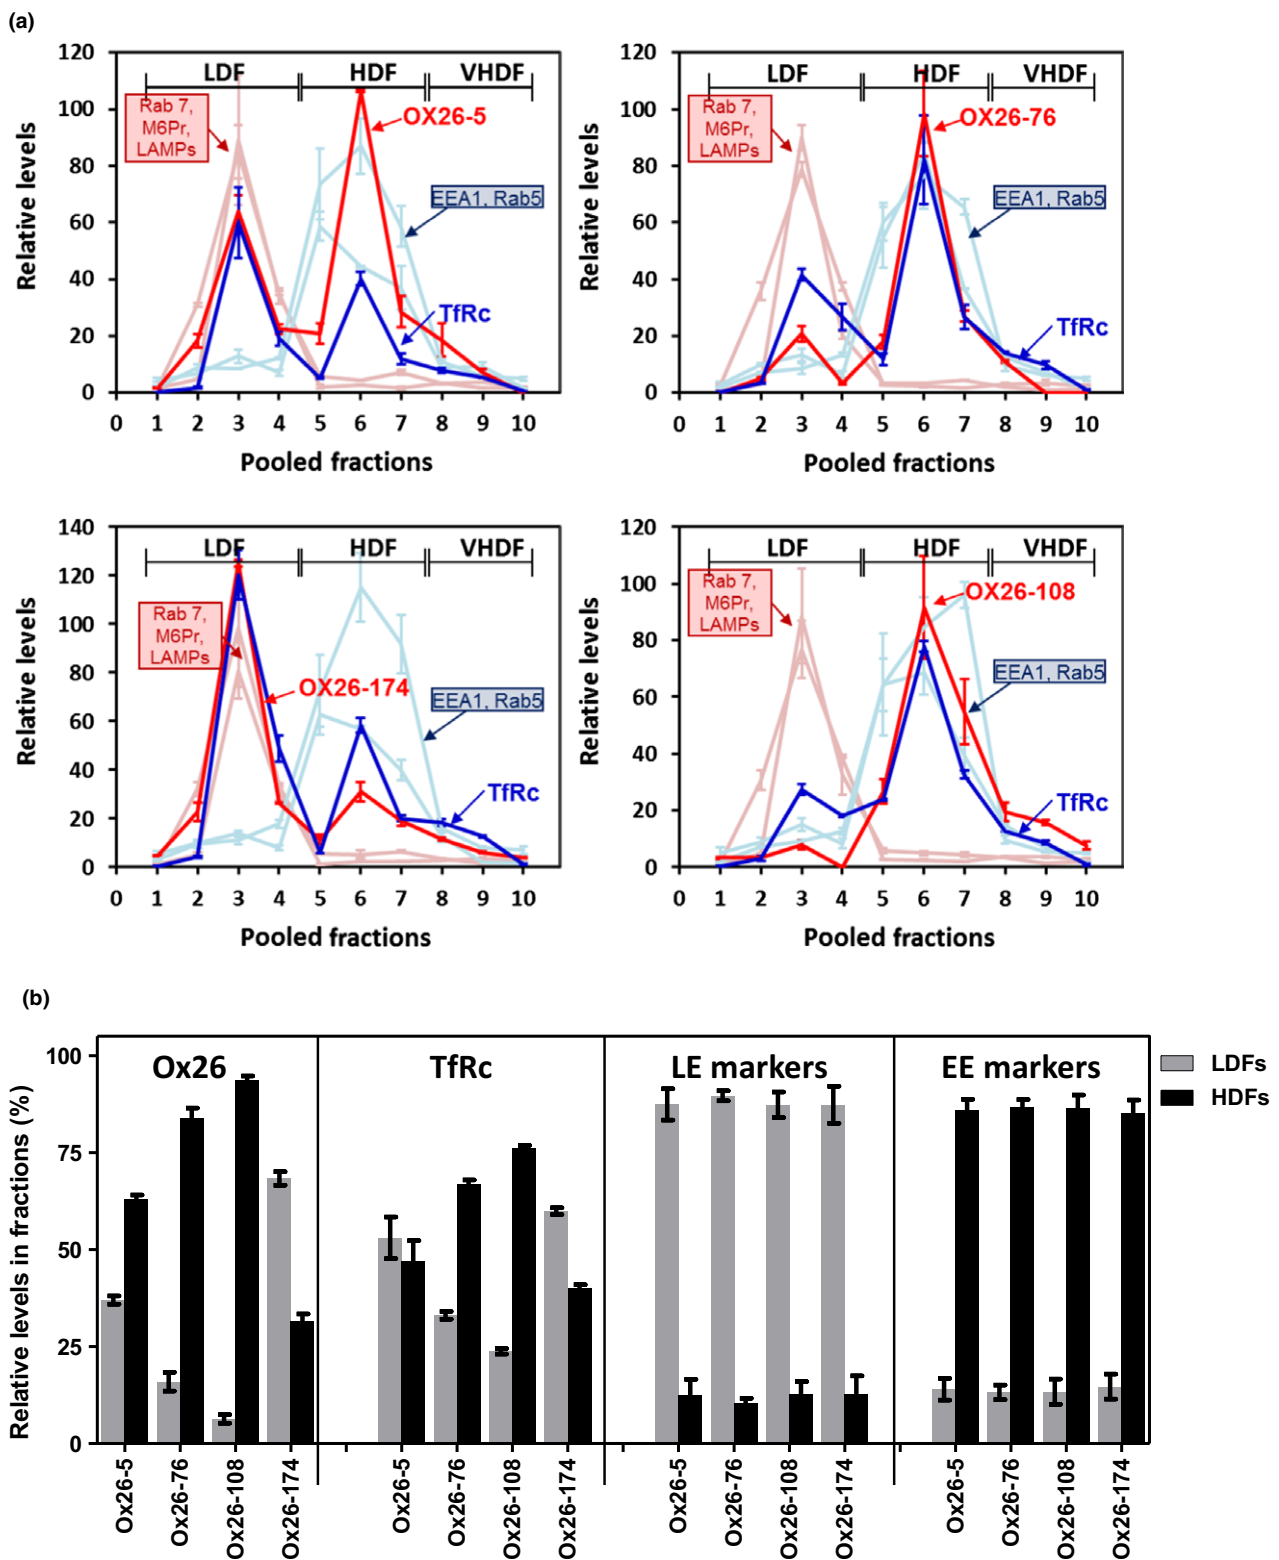 (a)
120
100
80
60
40
20
0
Relative levels
LDF HDF VHDF
Rab 7,
M6Pr,
LAMPs
OX26-5
EEA1, Rab5
TfRc
0 1 2 3 4 5 6 7 8 9 10
Pooled fractions
120
100
80
60
40
20
0
Relative levels
LDF HDF VHDF
Rab 7,
M6Pr,
LAMPs
OX26-76
EEA1, Rab5
TfRc
0 1 2 3 4 5 6 7 8 9 10
Pooled fractions
140
120
100
80
60
40
20
0
Relative levels
LDF HDF VHDF
Rab 7,
M6Pr,
LAMPs
OX26-174
EEA1, Rab5
TfRc
0 1 2 3 4 5 6 7 8 9 10
Pooled fractions
120
100
80
60
40
20
0
Relative levels
LDF HDF VHDF
Rab 7,
M6Pr,
LAMPs
OX26-108
EEA1, Rab5
TfRc
0 1 2 3 4 5 6 7 8 9 10
Pooled fractions
(b)
Relative levels in fractions (%)
100
75
50
25
0
Ox26 TfRc LE markers EE markers
LDFs
HDFs
Ox26-5 Ox26-76 Ox26-108 Ox26-174 Ox26-5 Ox26-76 Ox26-108 Ox26-174 Ox26-5 Ox26-76 Ox26-108 Ox26-174 Ox26-5 Ox26-76 Ox26-108 Ox26-174